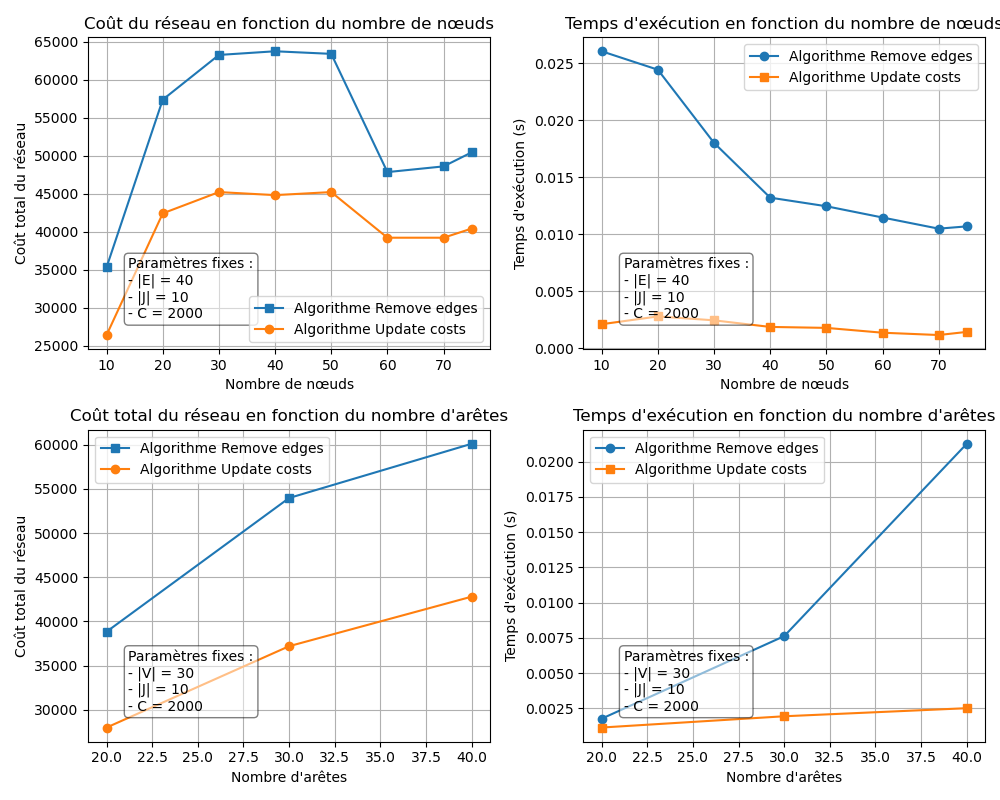 Coût du réseau en fonction du nombre de nœuds
65000
60000
55000
50000
45000
40000
35000
30000
25000
Coût total du réseau
Paramètres fixes :
- |E| = 40
- |J| = 10
- C = 2000
Algorithme Remove edges
Algorithme Update costs
10 20 30 40 50 60 70
Nombre de nœuds
Temps d'exécution en fonction du nombre de nœuds
Algorithme Remove edges
Algorithme Update costs
0.025
0.020
0.015
0.010
0.005
0.000
Temps d'exécution (s)
Paramètres fixes :
- |E| = 40
- |J| = 10
- C = 2000
10 20 30 40 50 60 70
Nombre de nœuds
Coût total du réseau en fonction du nombre d'arêtes
Algorithme Remove edges
Algorithme Update costs
60000
55000
50000
45000
40000
35000
30000
Coût total du réseau
Paramètres fixes :
- |V| = 30
- |J| = 10
- C = 2000
20.0 22.5 25.0 27.5 30.0 32.5 35.0 37.5 40.0
Nombre d'arêtes
Temps d'exécution en fonction du nombre d'arêtes
Algorithme Remove edges
Algorithme Update costs
0.0200
0.0175
0.0150
0.0125
0.0100
0.0075
0.0050
0.0025
Temps d'exécution (s)
Paramètres fixes :
- |V| = 30
- |J| = 10
- C = 2000
20.0 22.5 25.0 27.5 30.0 32.5 35.0 37.5 40.0
Nombre d'arêtes